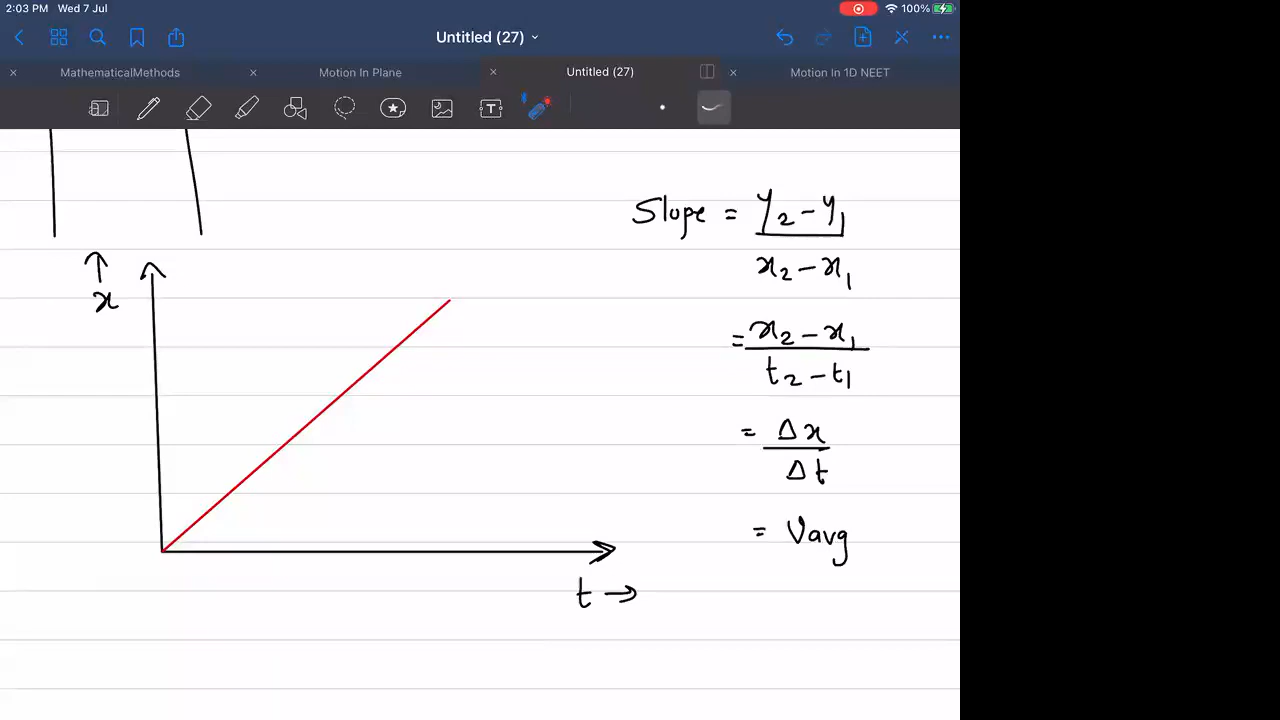 2:03 PM Wed 7 Jul
100%
Untitled (27)
MathematicalMethods
Motion In Plane
Untitled (27)
Motion In 1D NEET
T
Slope = y2 - y1
x2 - x1
= x2 - x1
t2 - t1
= Δx
Δt
= Vavg
↑
x
t →